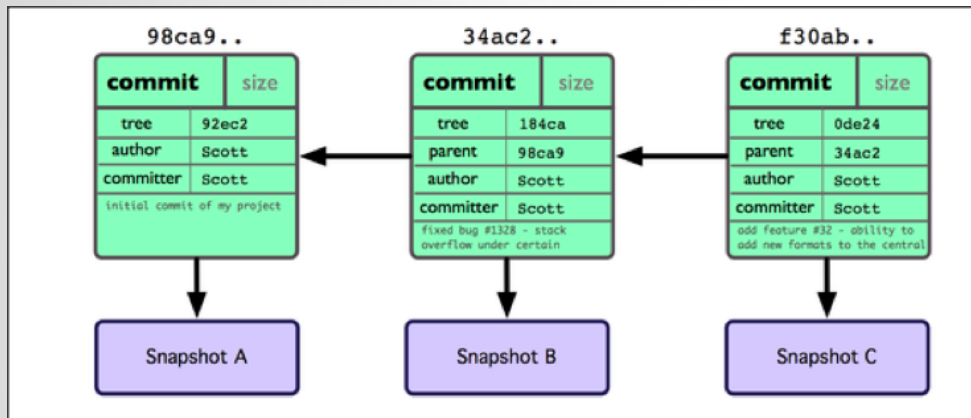 98ca9..
34ac2..
f30ab..
commit size
tree 92ec2
author Scott
committer Scott
initial commit of my project
commit size
tree 184ca
parent 98ca9
author Scott
committer Scott
fixed bug #1328 - stack
overflow under certain
commit size
tree 0de24
parent 34ac2
author Scott
committer Scott
add feature #32 - ability to
add new formats to the central
Snapshot A
Snapshot B
Snapshot C